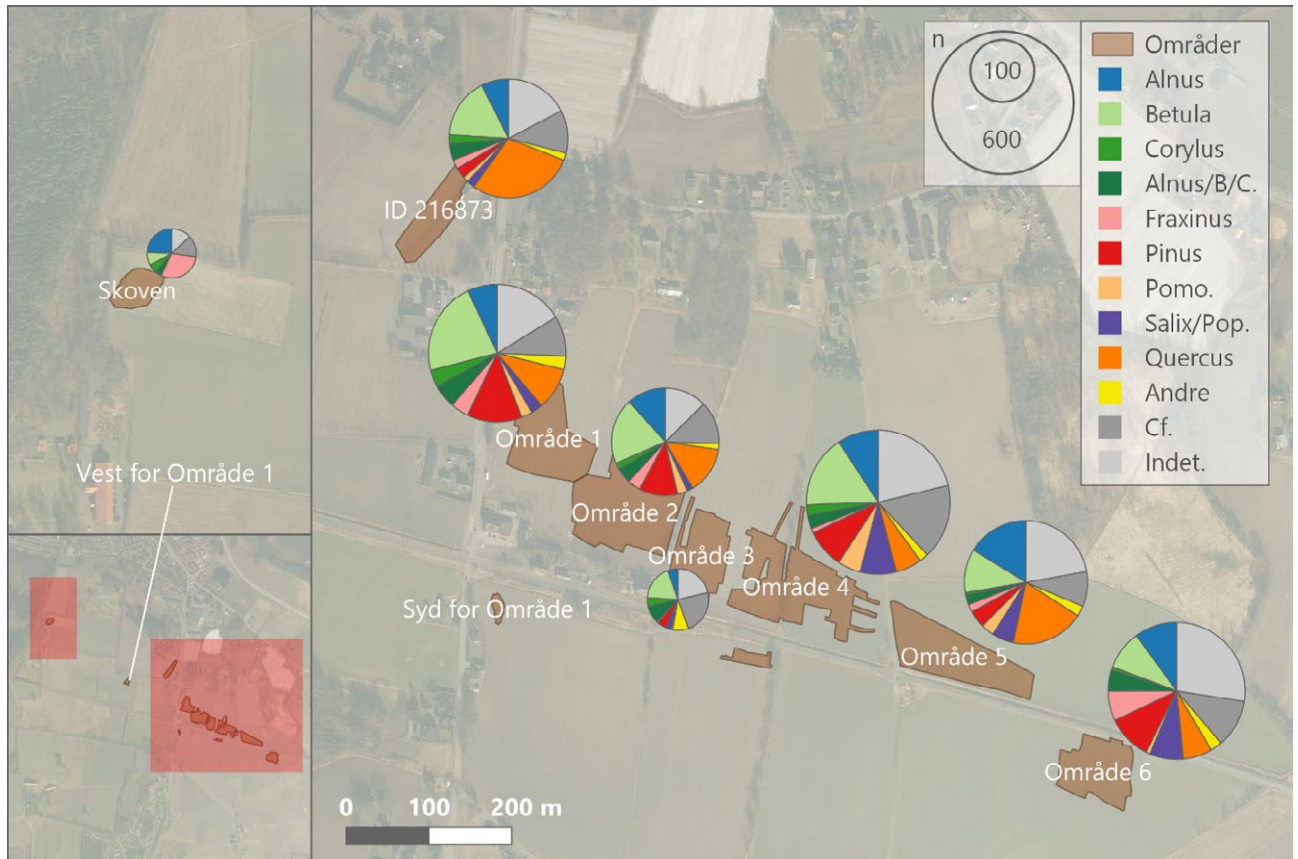 Skoven
Vest for Område 1
ID 216873
Område 1
Område 2
Område 3
Område 4
Område 5
Område 6
Syd for Område 1
0 100 200 m
n
100
600
Områder
Alnus
Betula
Corylus
Alnus/B/C.
Fraxinus
Pinus
Pomo.
Salix/Pop.
Quercus
Andre
Cf.
Indet.